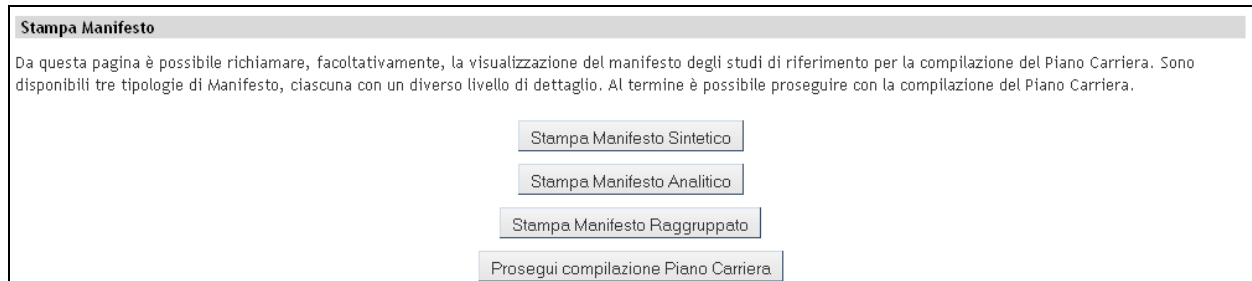 Stampa Manifesto
Da questa pagina è possibile richiamare, facoltativamente, la visualizzazione del manifesto degli studi di riferimento per la compilazione del Piano Carriera. Sono
disponibili tre tipologie di Manifesto, ciascuna con un diverso livello di dettaglio. Al termine è possibile proseguire con la compilazione del Piano Carriera.
Stampa Manifesto Sintetico
Stampa Manifesto Analitico
Stampa Manifesto Raggruppato
Prosegui compilazione Piano Carriera